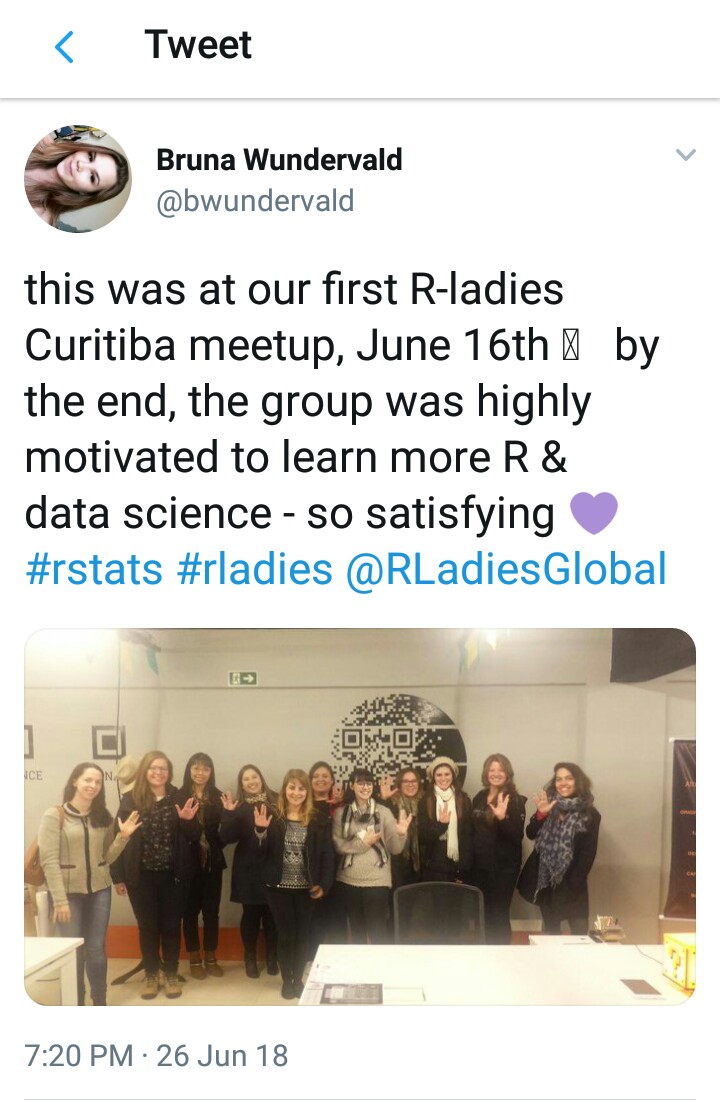 Tweet
Bruna Wundervald
@bwundervald
this was at our first R-ladies
Curitiba meetup, June 16th by
the end, the group was highly
motivated to learn more R &
data science - so satisfying 💜
#rstats #rladies @RLadiesGlobal
7:20 PM · 26 Jun 18